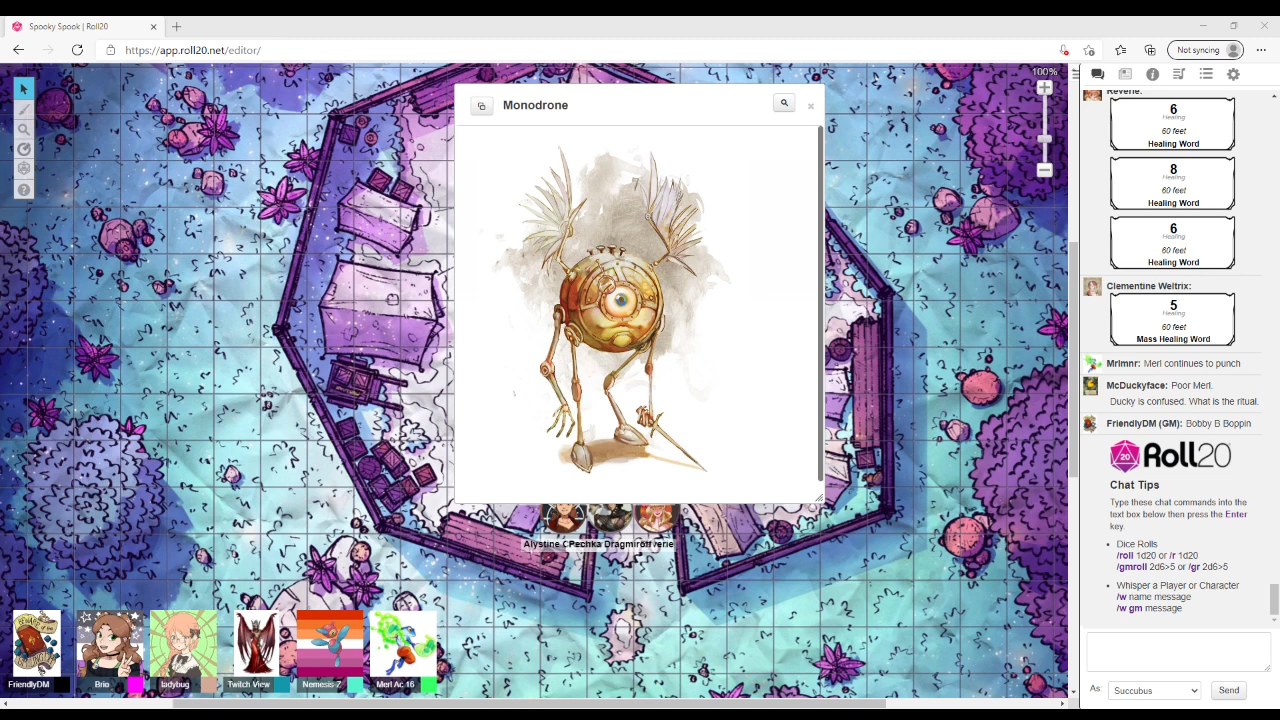 Spooky Spook | Roll20
https://app.roll20.net/editor/
Not syncing
100%
Monodrone
Reverie:
6
Healing
60 feet
Healing Word
8
Healing
60 feet
Healing Word
6
Healing
60 feet
Healing Word
Clementine Weltrix:
5
Healing
60 feet
Mass Healing Word
Mrlmnr: Merl continues to punch
McDuckyface: Poor Merl.
Ducky is confused. What is the ritual.
FriendlyDM (GM): Bobby B Boppin
20
Roll20
Chat Tips
Type these chat commands into the
text box below then press the Enter
key.
• Dice Rolls
/roll 1d20 or /r 1d20
/gmroll 2d6>5 or /gr 2d6>5
• Whisper a Player or Character
/w name message
/w gm message
As:
Succubus
Send
Alystine
Pechka Dragmiroff
FriendlyDM
Brio
ladybug
Twitch View
Nemesis-Z
Merl Ac 16